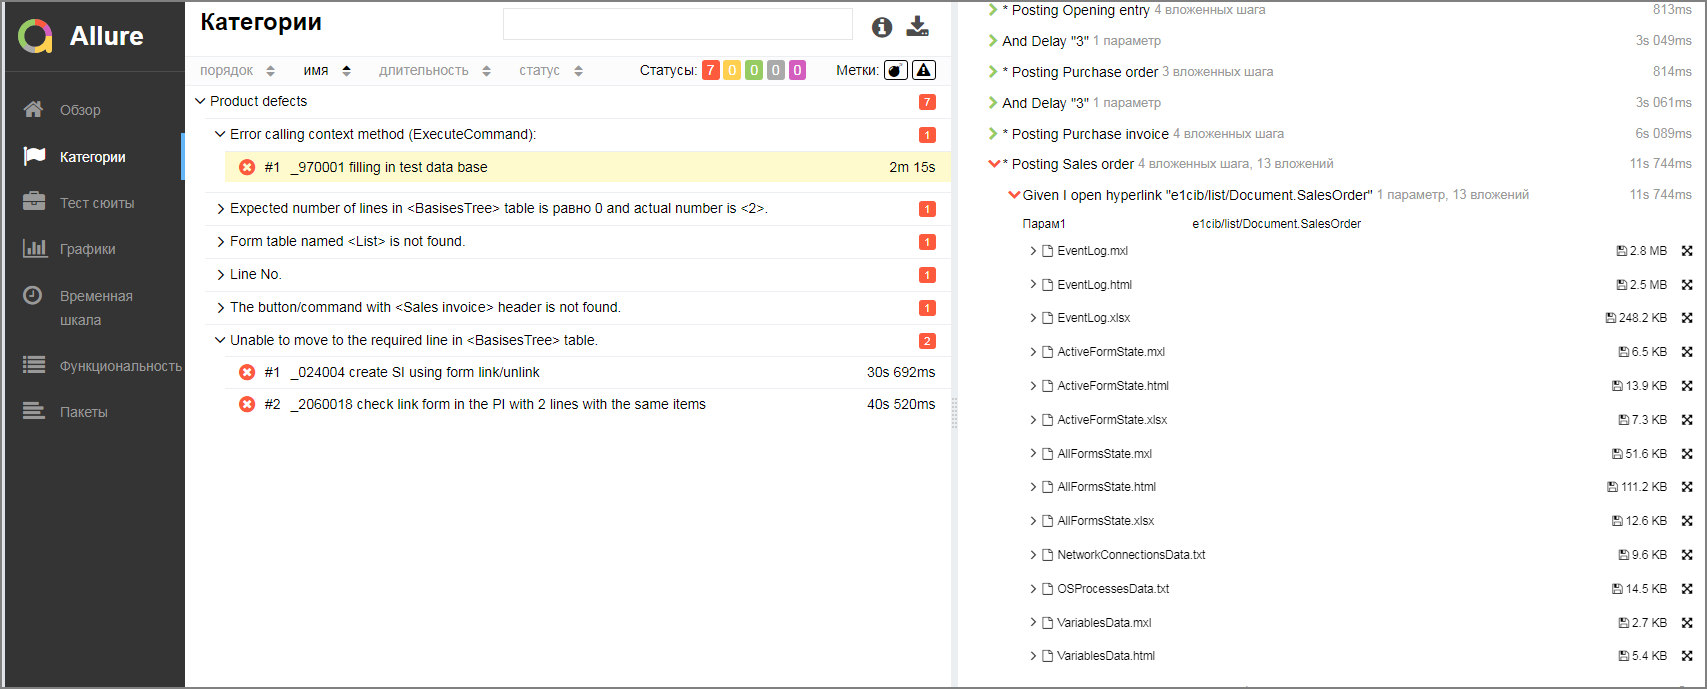 Allure
Обзор
Категории
Тест сюиты
Графики
Временная
шкала
Функциональность
Пакеты
Категории
порядок имя длительность статус Статусы: 7 0 0 0 0 Метки:
Product defects 7
Error calling context method (ExecuteCommand): 1
#1 _970001 filling in test data base 2m 15s
Expected number of lines in <BasisesTree> table is равно 0 and actual number is <2>. 1
Form table named <List> is not found. 1
Line No. 1
The button/command with <Sales invoice> header is not found. 1
Unable to move to the required line in <BasisesTree> table. 2
#1 _024004 create SI using form link/unlink 30s 692ms
#2 _2060018 check link form in the PI with 2 lines with the same items 40s 520ms
* Posting Opening entry 4 вложенных шага 813ms
And Delay "3" 1 параметр 3s 049ms
* Posting Purchase order 3 вложенных шага 814ms
And Delay "3" 1 параметр 3s 061ms
* Posting Purchase invoice 4 вложенных шага 6s 089ms
* Posting Sales order 4 вложенных шага, 13 вложений 11s 744ms
Given I open hyperlink "e1cib/list/Document.SalesOrder" 1 параметр, 13 вложений 11s 744ms
Парам1 e1cib/list/Document.SalesOrder
EventLog.mxl 2.8 MB
EventLog.html 2.5 MB
EventLog.xlsx 248.2 KB
ActiveFormState.mxl 6.5 KB
ActiveFormState.html 13.9 KB
ActiveFormState.xlsx 7.3 KB
AllFormsState.mxl 51.6 KB
AllFormsState.html 111.2 KB
AllFormsState.xlsx 12.6 KB
NetworkConnectionsData.txt 9.6 KB
OSProcessesData.txt 14.5 KB
VariablesData.mxl 2.7 KB
VariablesData.html 5.4 KB